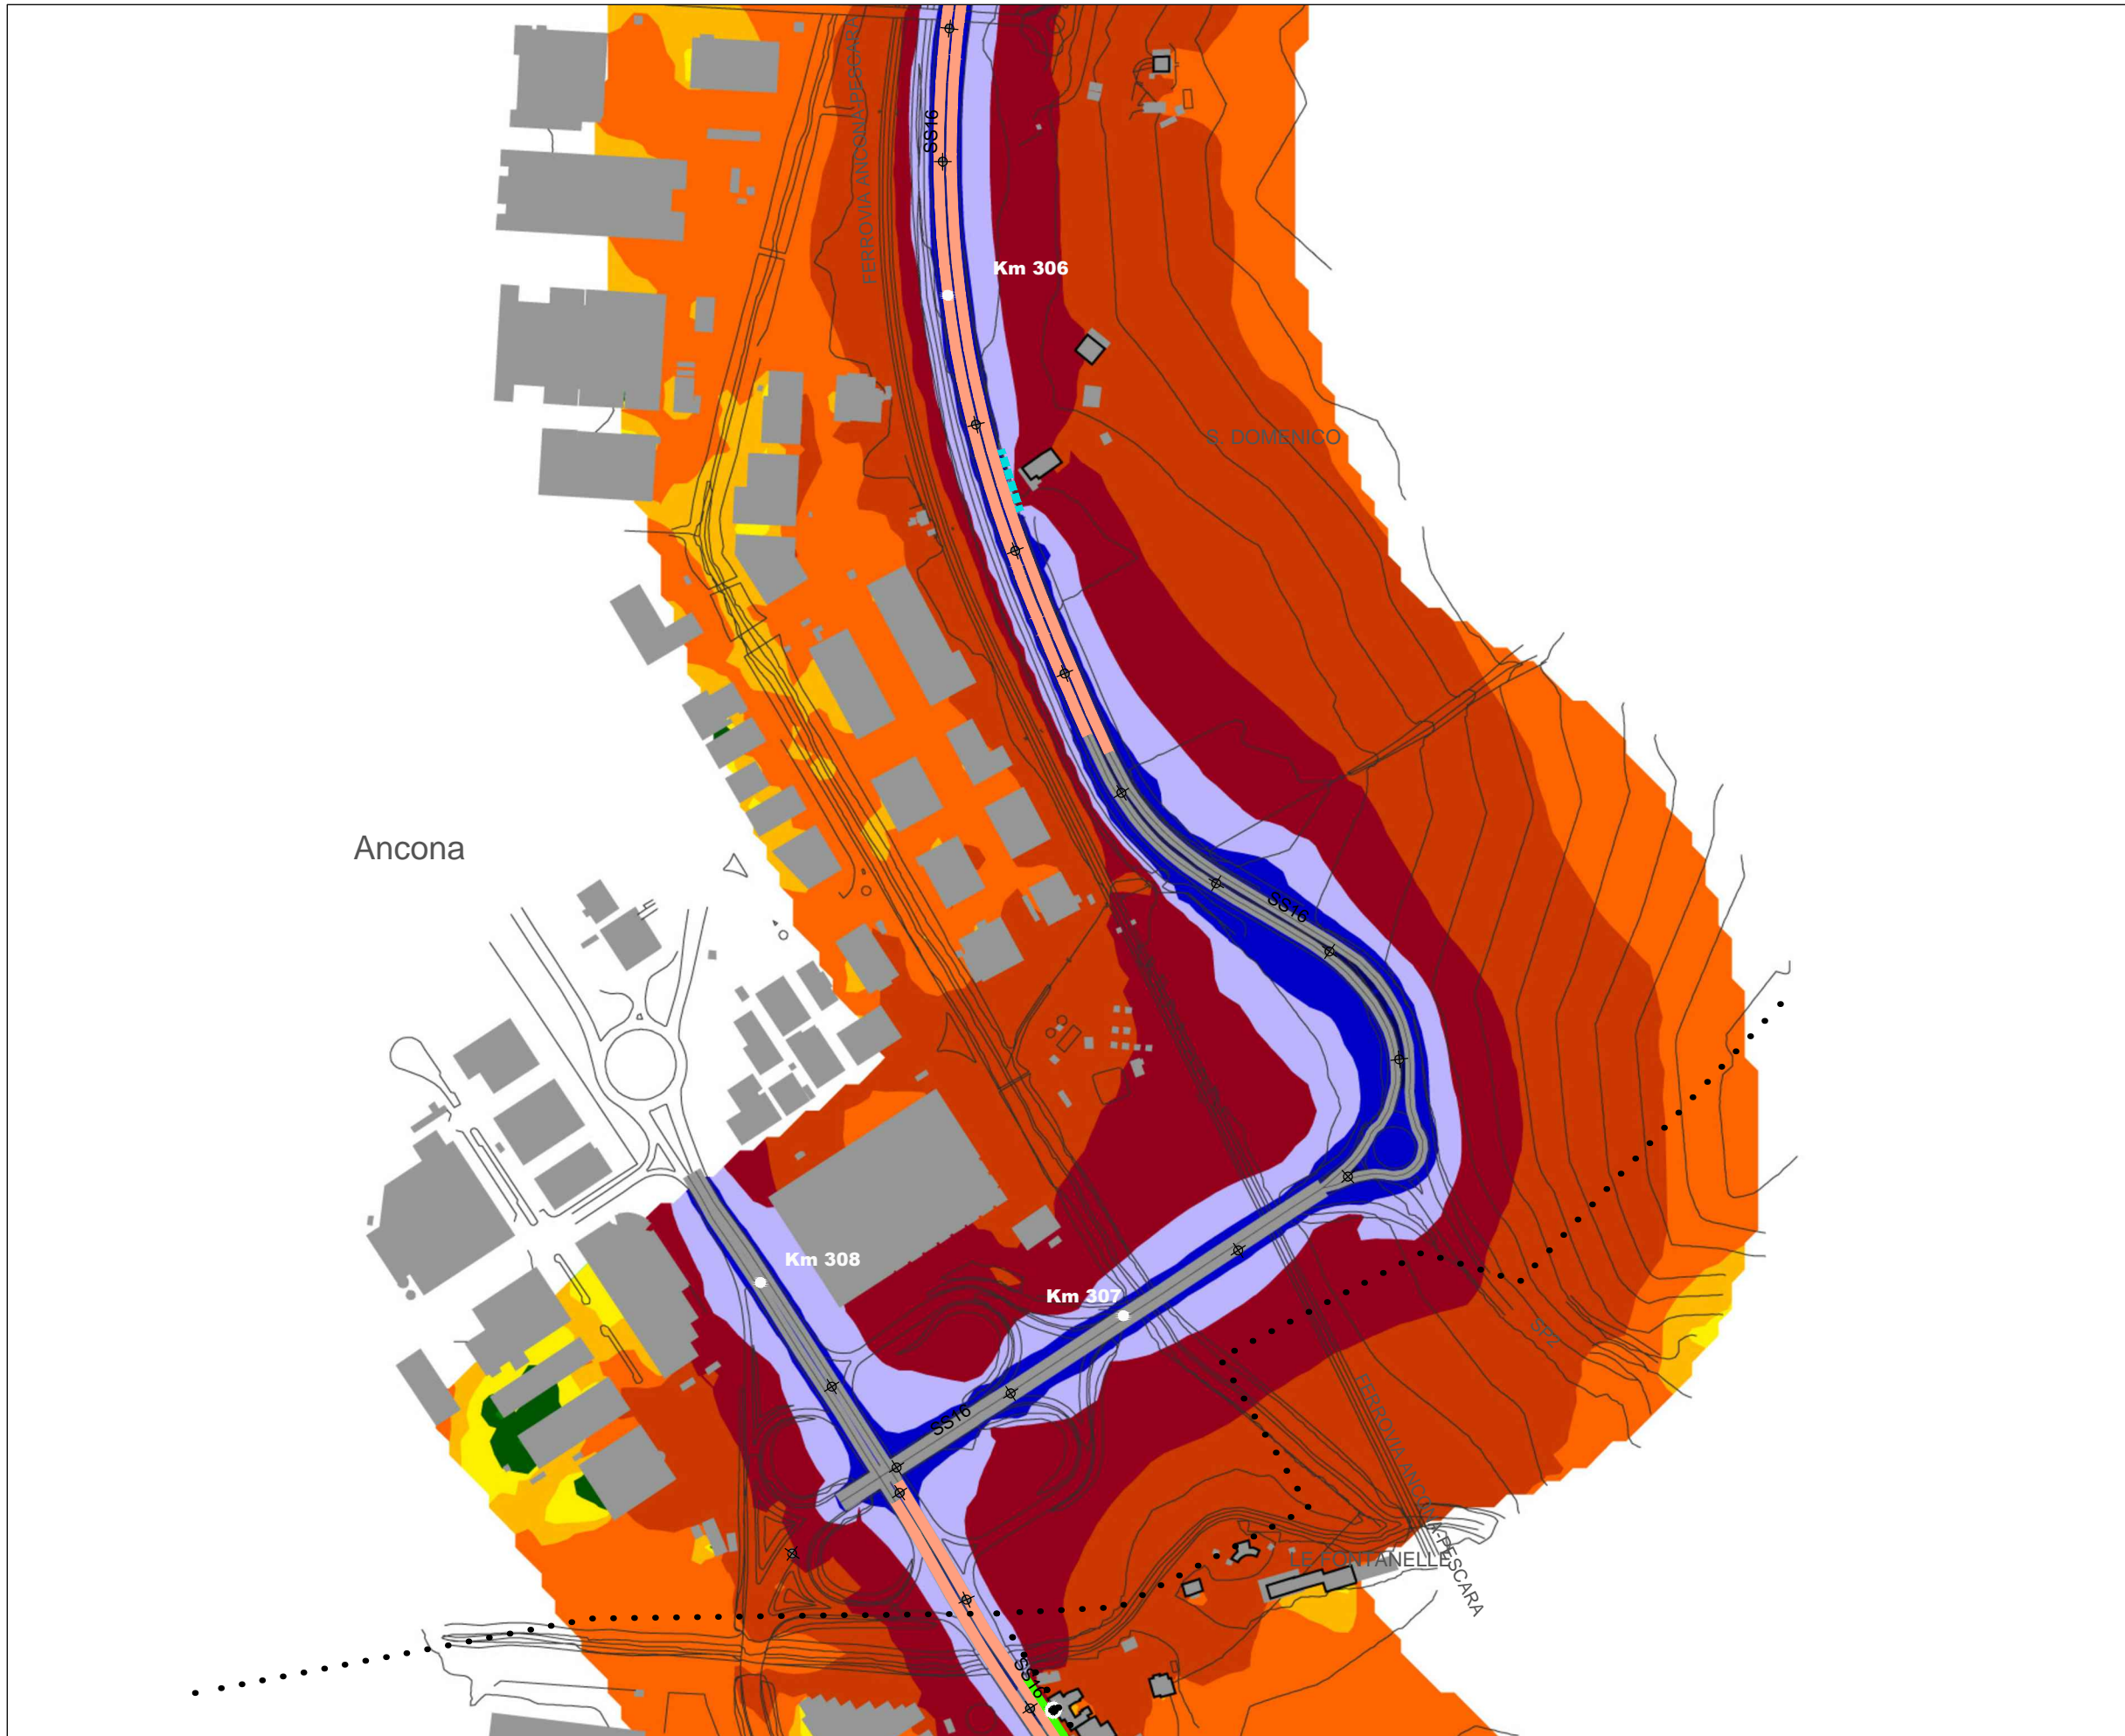 FERROVIA ANCONA-PESCARA
SS16
Km 306
S. DOMENICO
Ancona
SS16
Km 308
Km 307
SP2
SS16
FERROVIA ANCONA-PESCARA
LE FONTANELLE
SS16